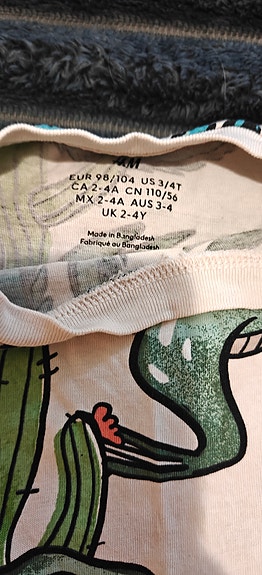 H&M
EUR 98/104 US 3/4T
CA 2-4A CN 110/56
MX 2-4A AUS 3-4
UK 2-4Y
Made in Bangladesh
Fabriqué au Bangladesh